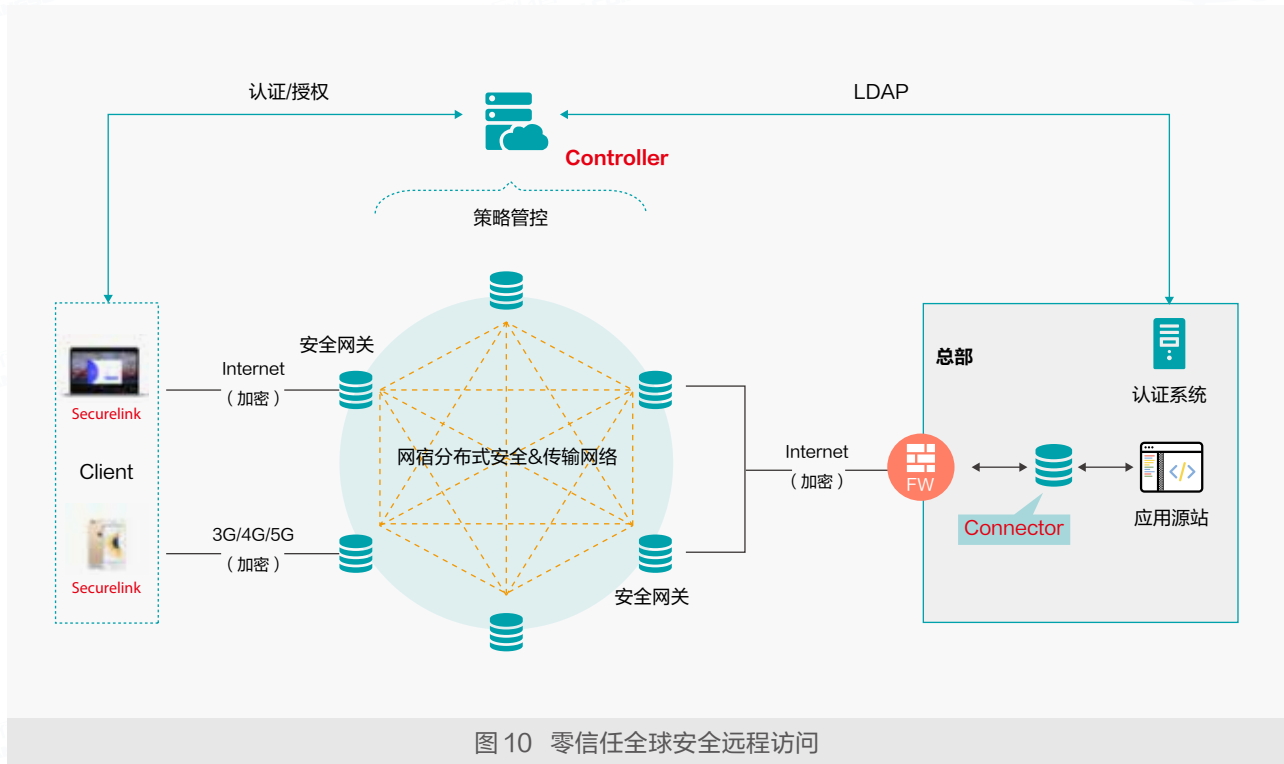 认证/授权
LDAP
Controller
策略管控
安全网关
Internet
（加密）
Securelink
Client
3G/4G/5G
（加密）
Securelink
网宿分布式安全&传输网络
安全网关
Internet
（加密）
总部
认证系统
FW
Connector
</>
应用源站
图10 零信任全球安全远程访问